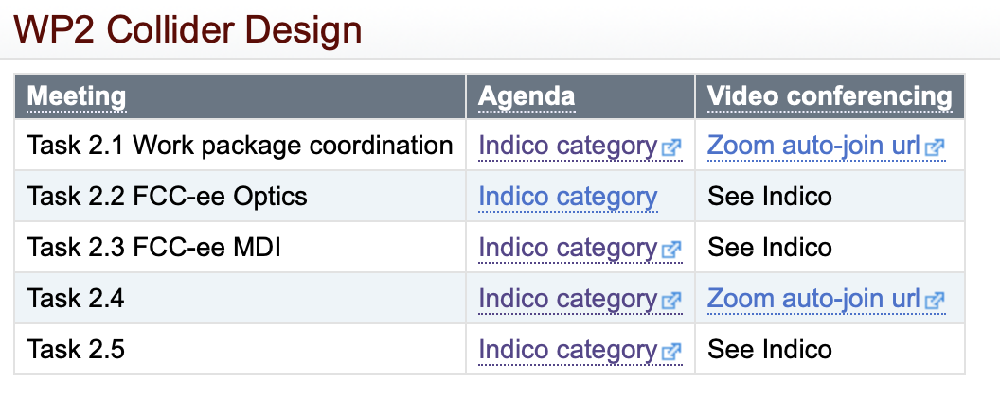 WP2 Collider Design
Meeting Agenda Video conferencing
Task 2.1 Work package coordination Indico category Zoom auto-join url
Task 2.2 FCC-ee Optics Indico category See Indico
Task 2.3 FCC-ee MDI Indico category See Indico
Task 2.4 Indico category Zoom auto-join url
Task 2.5 Indico category See Indico